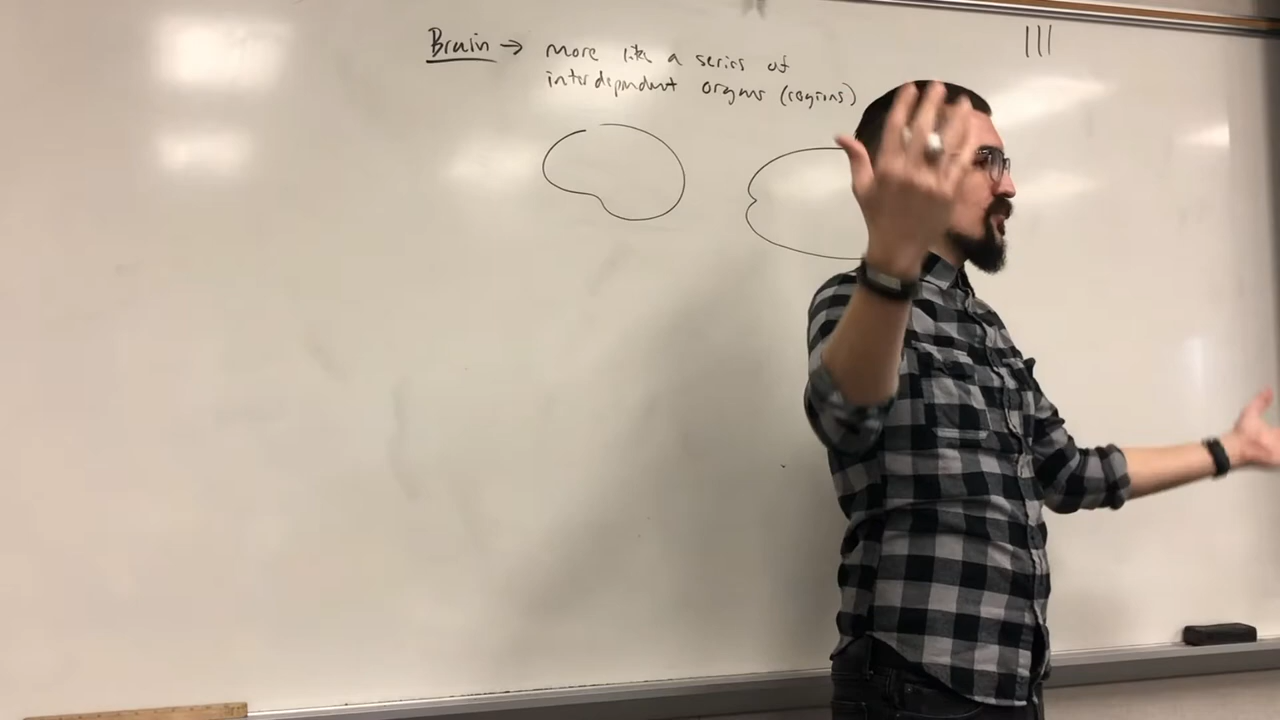 Brain → more like a series of
interdependent organs (regions)
|||